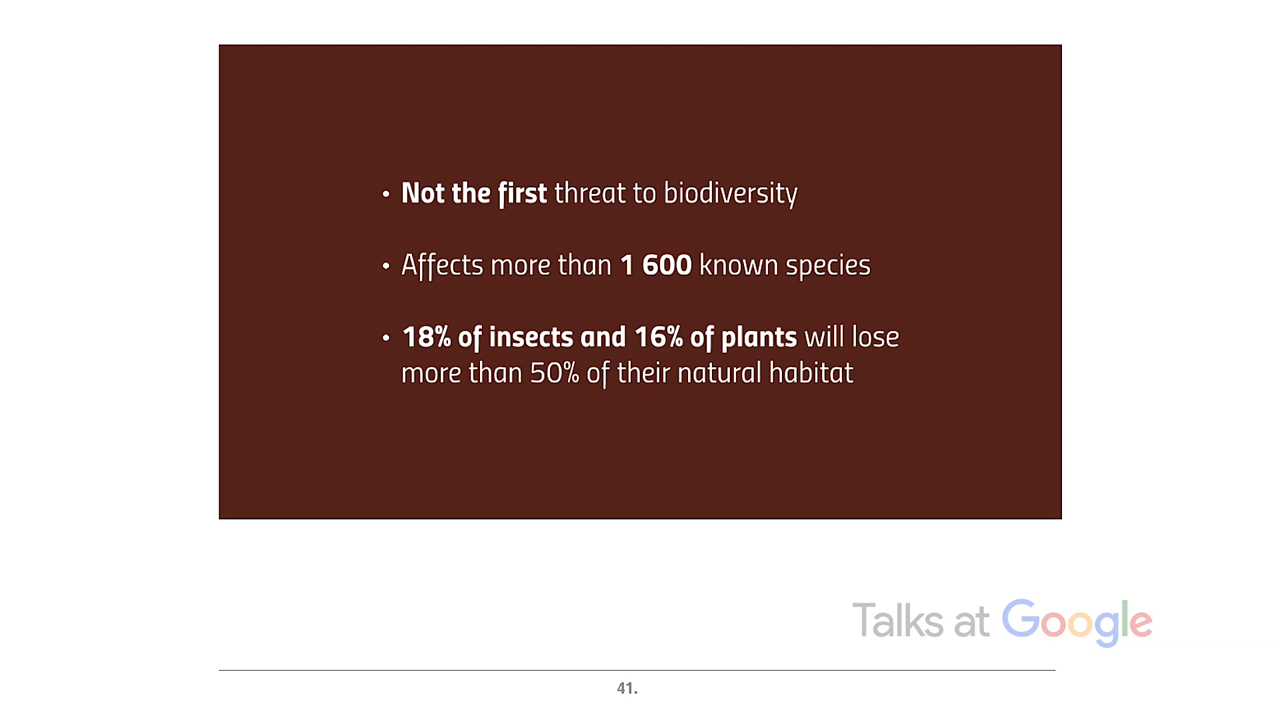 • Not the first threat to biodiversity
• Affects more than 1 600 known species
• 18% of insects and 16% of plants will lose
more than 50% of their natural habitat
Talks at Google
41.